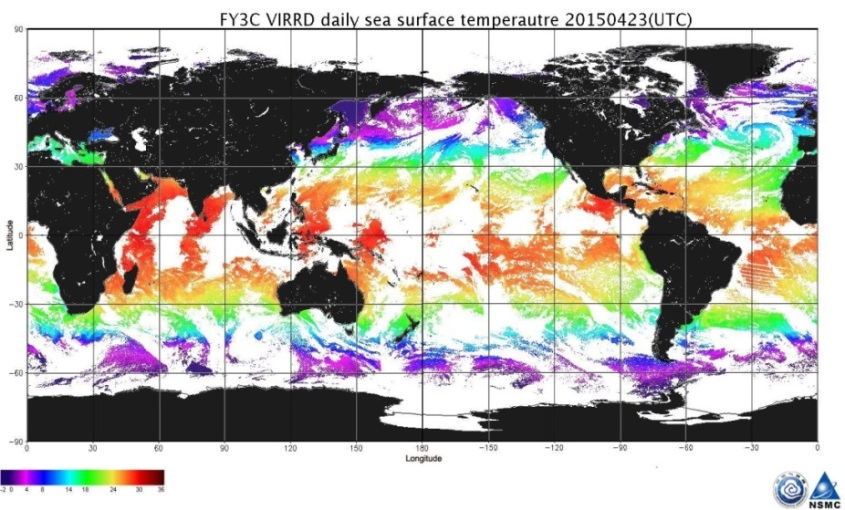 FY3C VIRRD daily sea surface temperautre 20150423(UTC)
90
60
30
0
−30
−60
−90
Latitude
0 30 60 90 120 150 180 −150 −120 −90 −60 −30 0
Longitude
-2 0 4 8 14 18 24 30 36
NSMC